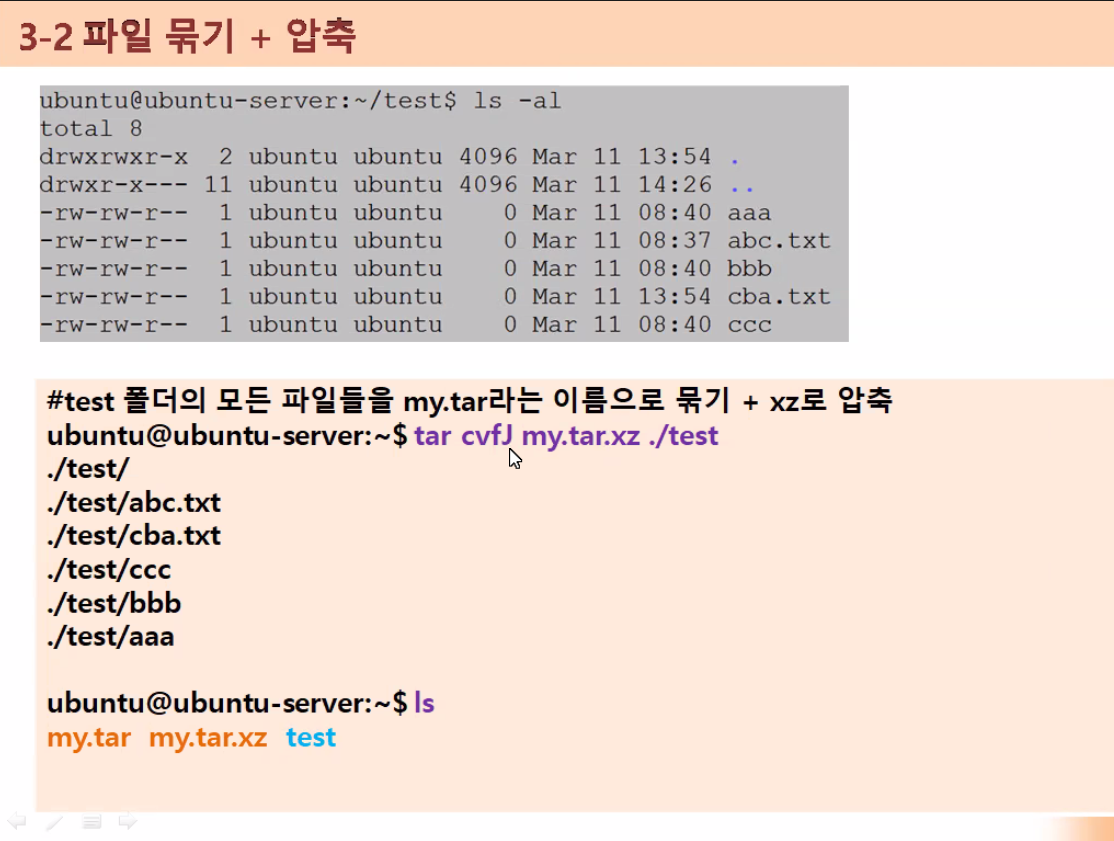 3-2 파일 묶기 + 압축
ubuntu@ubuntu-server:~/test$ ls -al
total 8
drwxrwxr-x  2 ubuntu ubuntu 4096 Mar 11 13:54 .
drwxr-x--- 11 ubuntu ubuntu 4096 Mar 11 14:26 ..
-rw-rw-r--  1 ubuntu ubuntu    0 Mar 11 08:40 aaa
-rw-rw-r--  1 ubuntu ubuntu    0 Mar 11 08:37 abc.txt
-rw-rw-r--  1 ubuntu ubuntu    0 Mar 11 08:40 bbb
-rw-rw-r--  1 ubuntu ubuntu    0 Mar 11 13:54 cba.txt
-rw-rw-r--  1 ubuntu ubuntu    0 Mar 11 08:40 ccc
#test 폴더의 모든 파일들을 my.tar라는 이름으로 묶기 + xz로 압축
ubuntu@ubuntu-server:~$ tar cvfJ my.tar.xz ./test
./test/
./test/abc.txt
./test/cba.txt
./test/ccc
./test/bbb
./test/aaa
ubuntu@ubuntu-server:~$ ls
my.tar  my.tar.xz  test